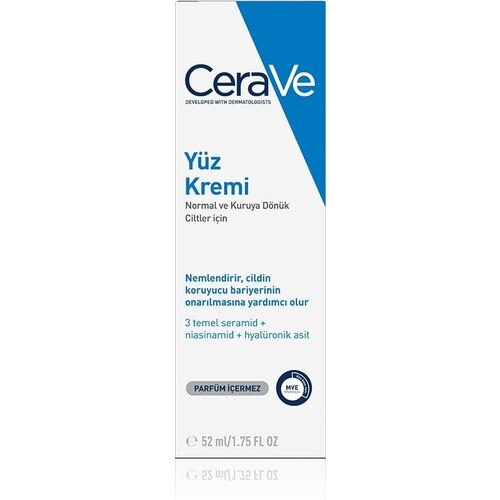 CeraVe
DEVELOPED WITH DERMATOLOGISTS
Yüz
Kremi
Normal ve Kuruya Dönük
Ciltler için
Nemlendirir, cildin
koruyucu bariyerinin
onarılmasına yardımcı olur
3 temel seramid +
niasinamid + hyalüronik asit
PARFÜM İÇERMEZ
MVE
℮ 52 ml/1.75 FL OZ